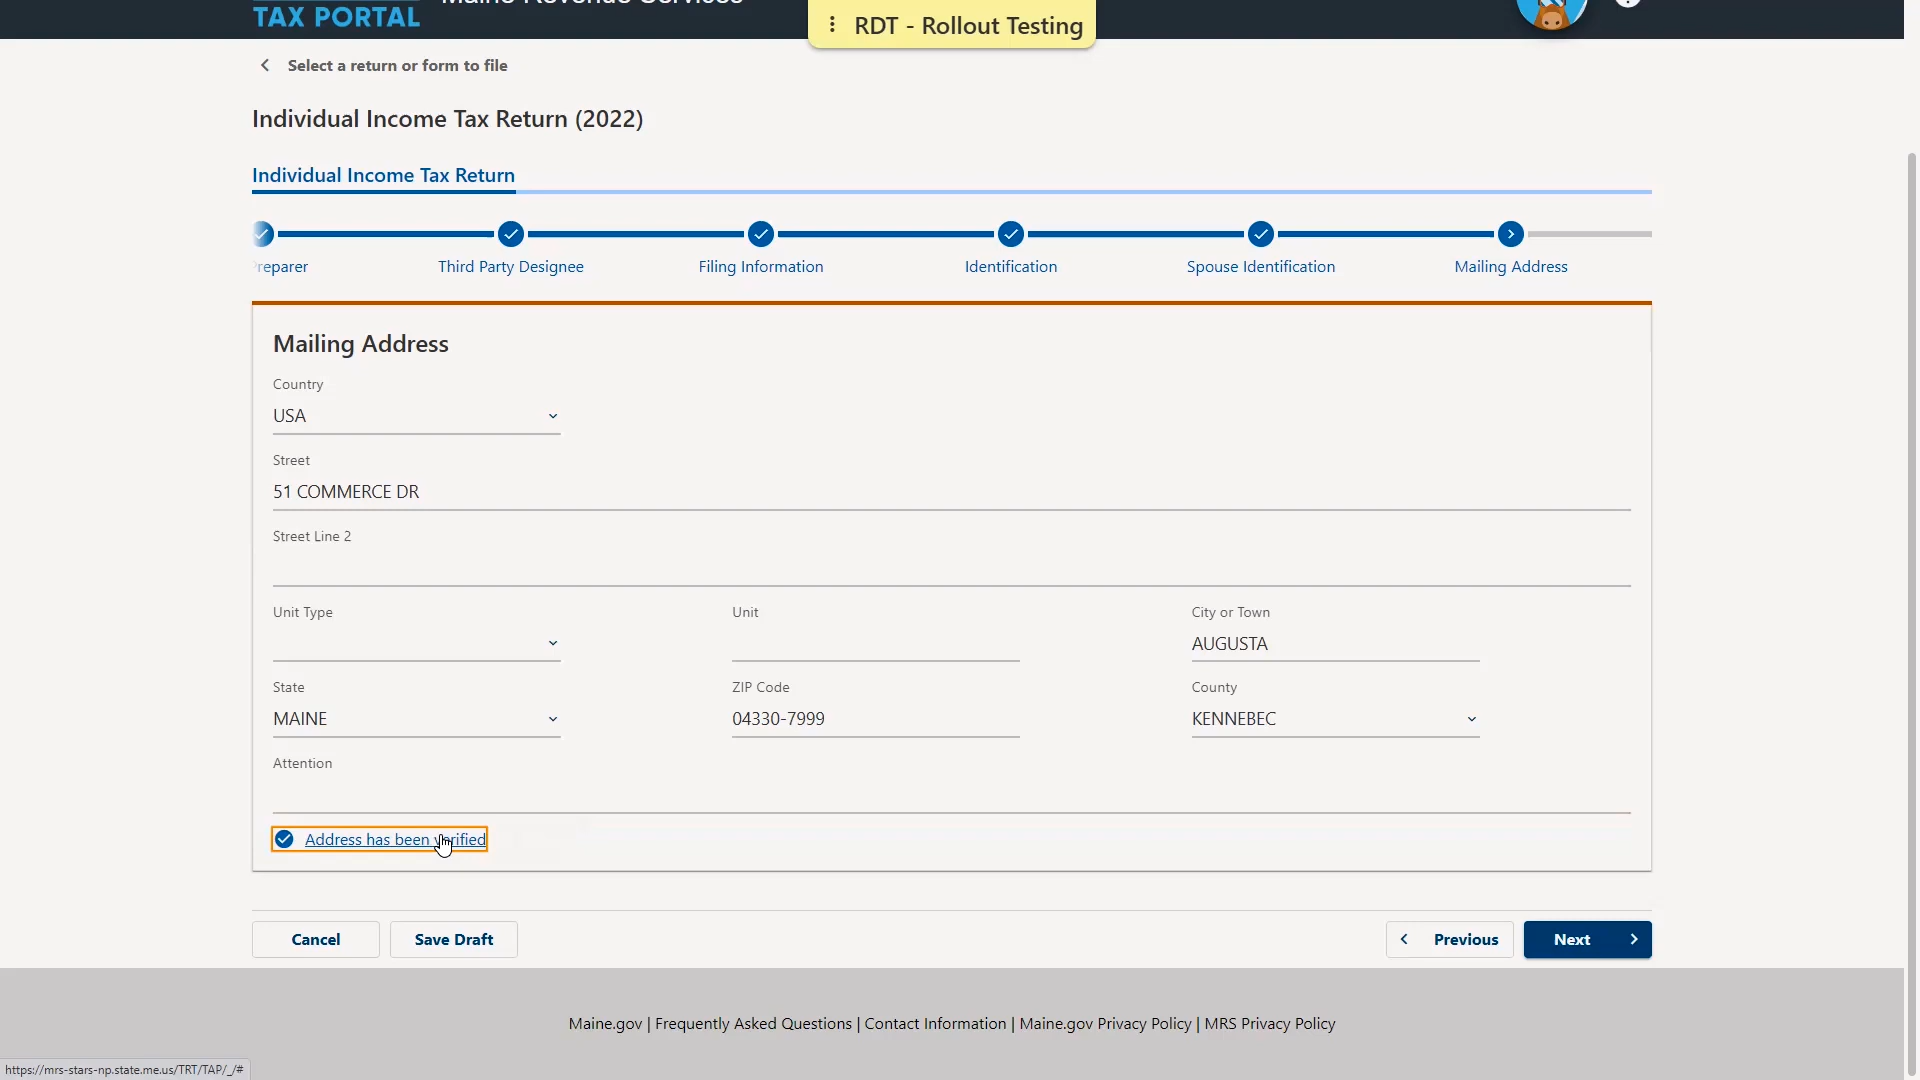 TAX PORTAL
Maine Revenue Services
RDT - Rollout Testing
Select a return or form to file
Individual Income Tax Return (2022)
Individual Income Tax Return
Preparer
Third Party Designee
Filing Information
Identification
Spouse Identification
Mailing Address
Mailing Address
Country
USA
Street
51 COMMERCE DR
Street Line 2
Unit Type
Unit
City or Town
AUGUSTA
State
MAINE
ZIP Code
04330-7999
County
KENNEBEC
Attention
Address has been verified
Cancel
Save Draft
Previous
Next
Maine.gov | Frequently Asked Questions | Contact Information | Maine.gov Privacy Policy | MRS Privacy Policy
https://mrs-stars-np.state.me.us/TRT/TAP/_/#